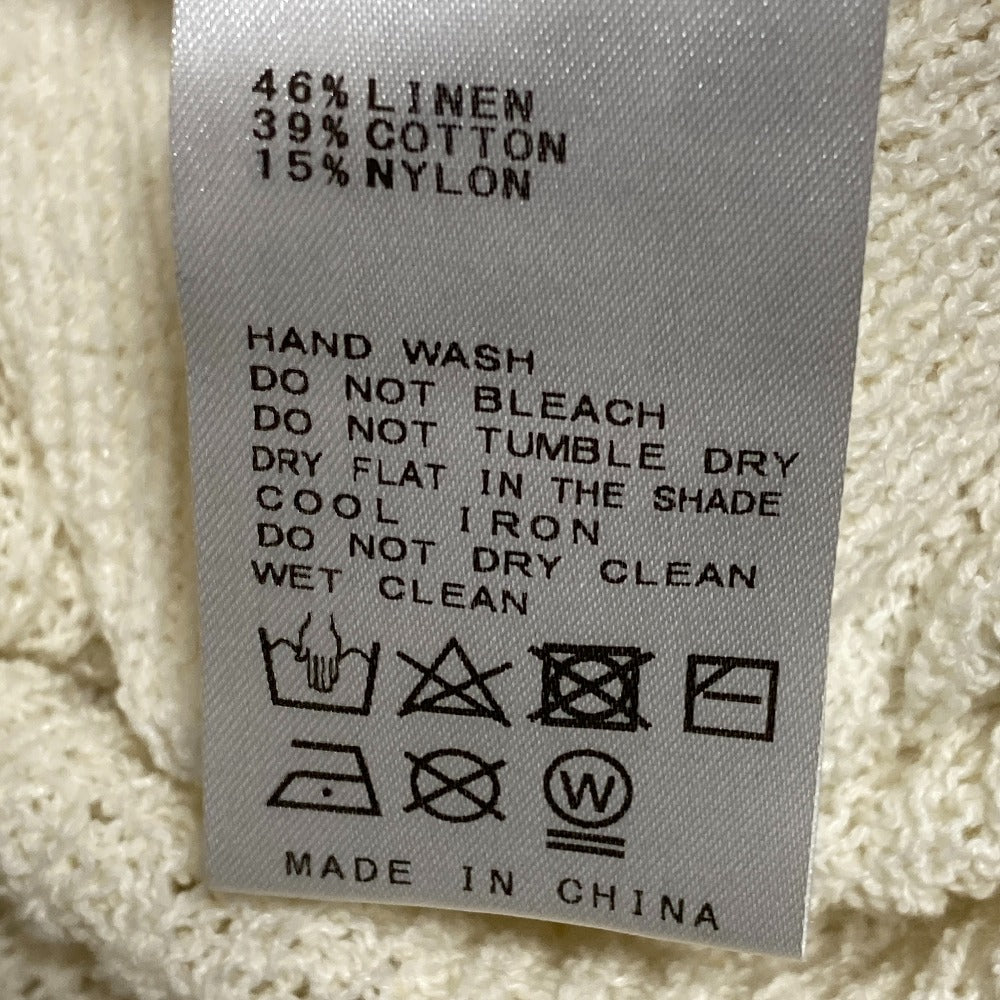 46% LINEN
39% COTTON
15% NYLON
HAND WASH
DO NOT BLEACH
DO NOT TUMBLE DRY
DRY FLAT IN THE SHADE
COOL IRON
DO NOT DRY CLEAN
WET CLEAN
W
MADE IN CHINA